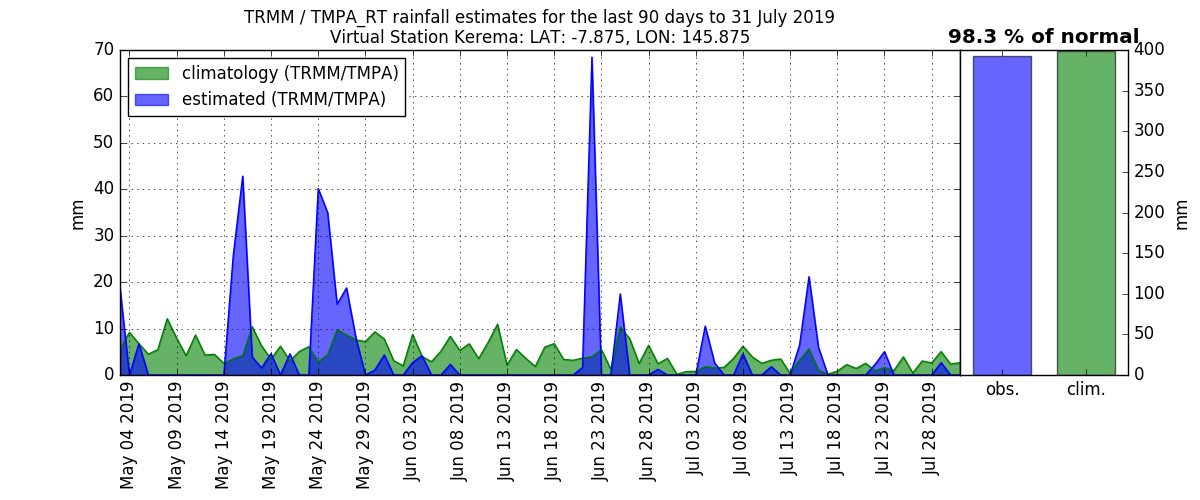 TRMM / TMPA_RT rainfall estimates for the last 90 days to 31 July 2019
Virtual Station Kerema: LAT: -7.875, LON: 145.875
98.3 % of normal
climatology (TRMM/TMPA)
estimated (TRMM/TMPA)
mm
70
60
50
40
30
20
10
0
May 04 2019
May 09 2019
May 14 2019
May 19 2019
May 24 2019
May 29 2019
Jun 03 2019
Jun 08 2019
Jun 13 2019
Jun 18 2019
Jun 23 2019
Jun 28 2019
Jul 03 2019
Jul 08 2019
Jul 13 2019
Jul 18 2019
Jul 23 2019
Jul 28 2019
obs.
clim.
400
350
300
250
200
150
100
50
0
mm